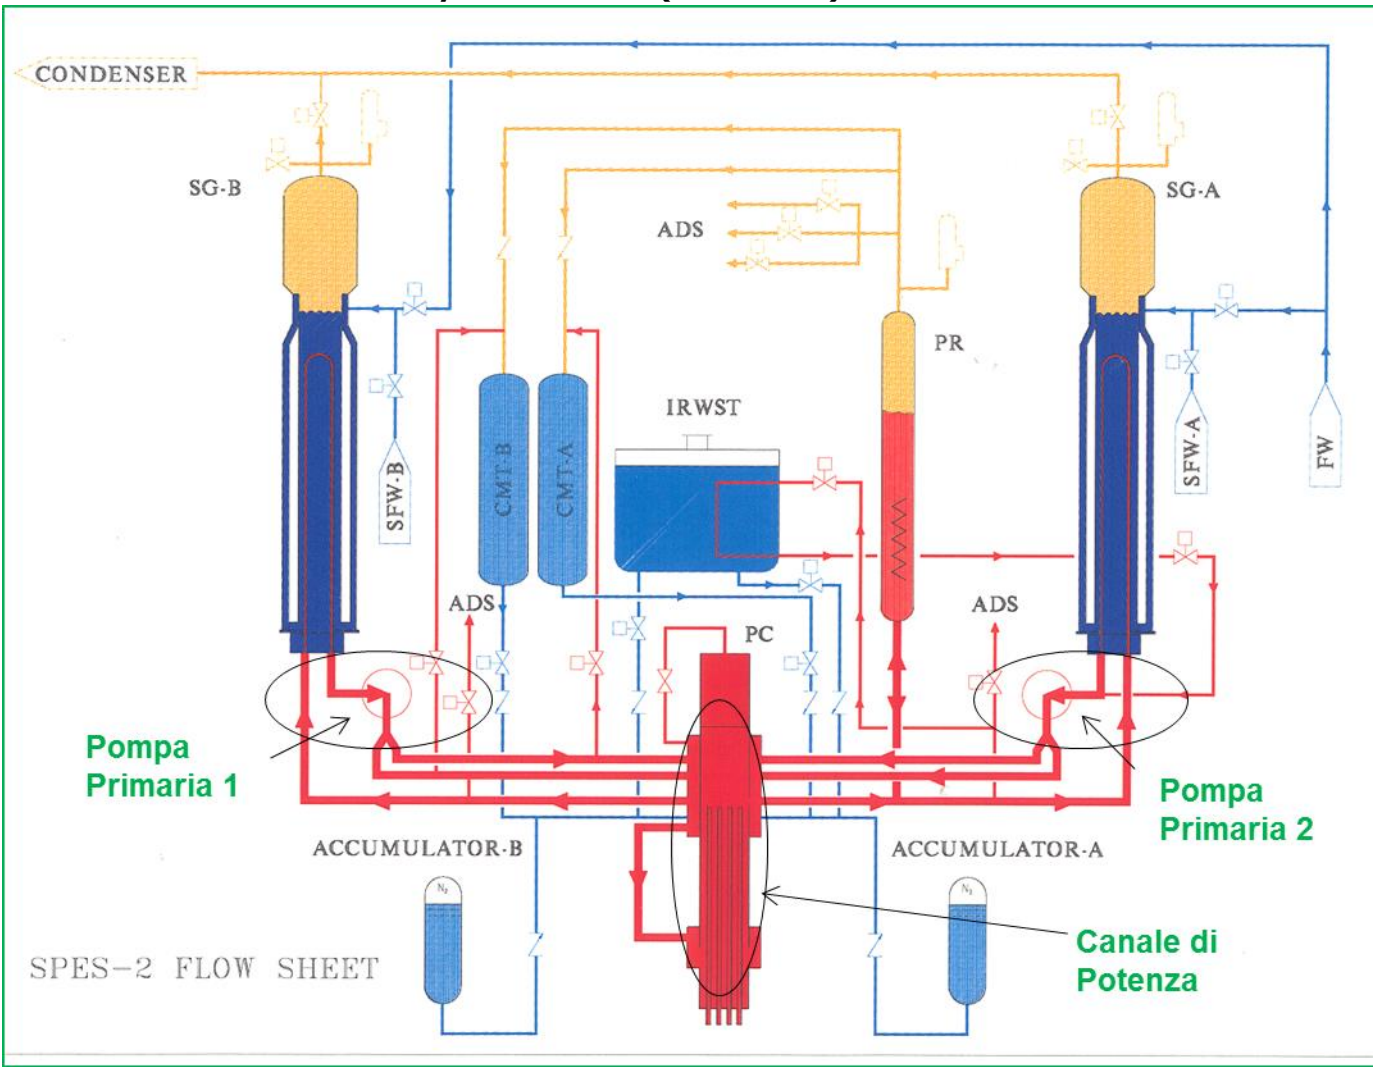 CONDENSER
SG-B
SG-A
ADS
PR
IRWST
CMT-B
CMT-A
SFW-B
SFW-A
FW
ADS
ADS
PC
Pompa
Primaria 1
Pompa
Primaria 2
ACCUMULATOR-B
ACCUMULATOR-A
N₂
N₂
Canale di
Potenza
SPES-2 FLOW SHEET